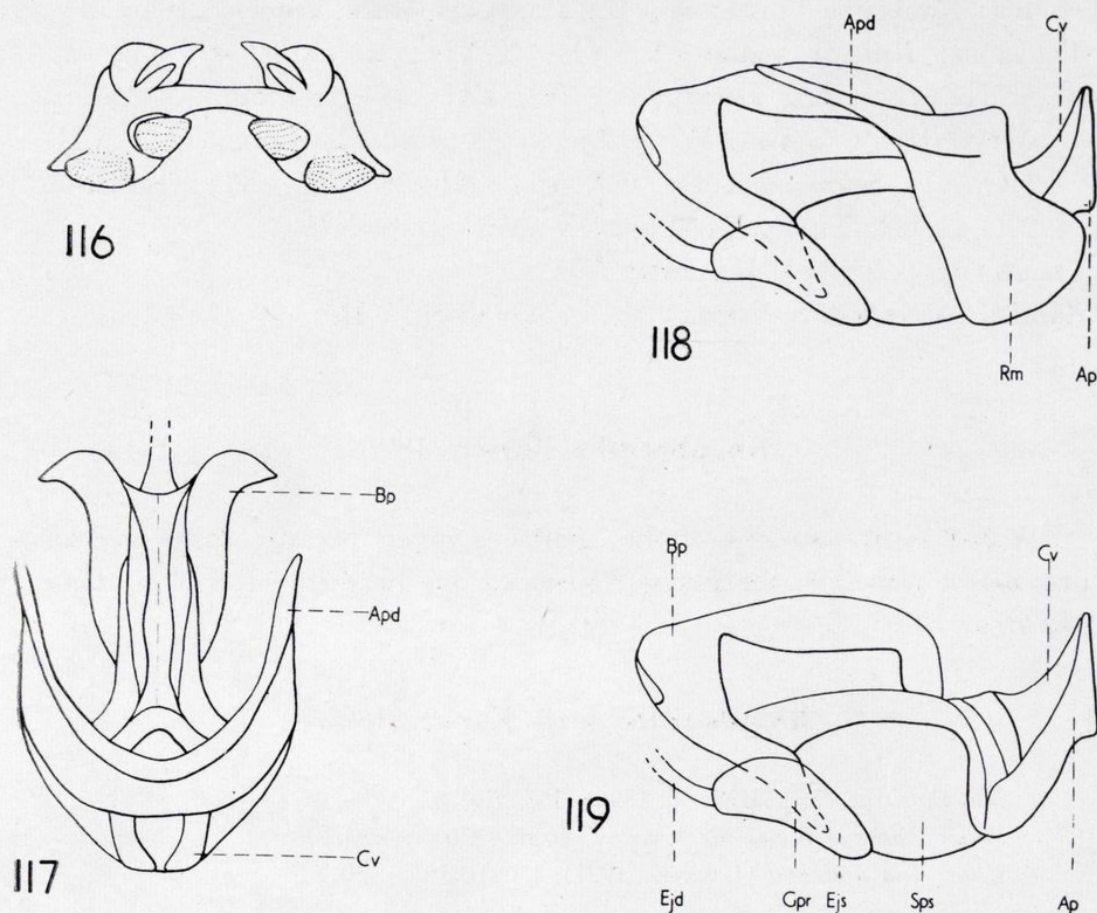 Apd Cv
116
118
Rm Ap
Bp
Apd
Bp Cv
119
Cv
117
Ejd Gpr Ejs Sps Ap